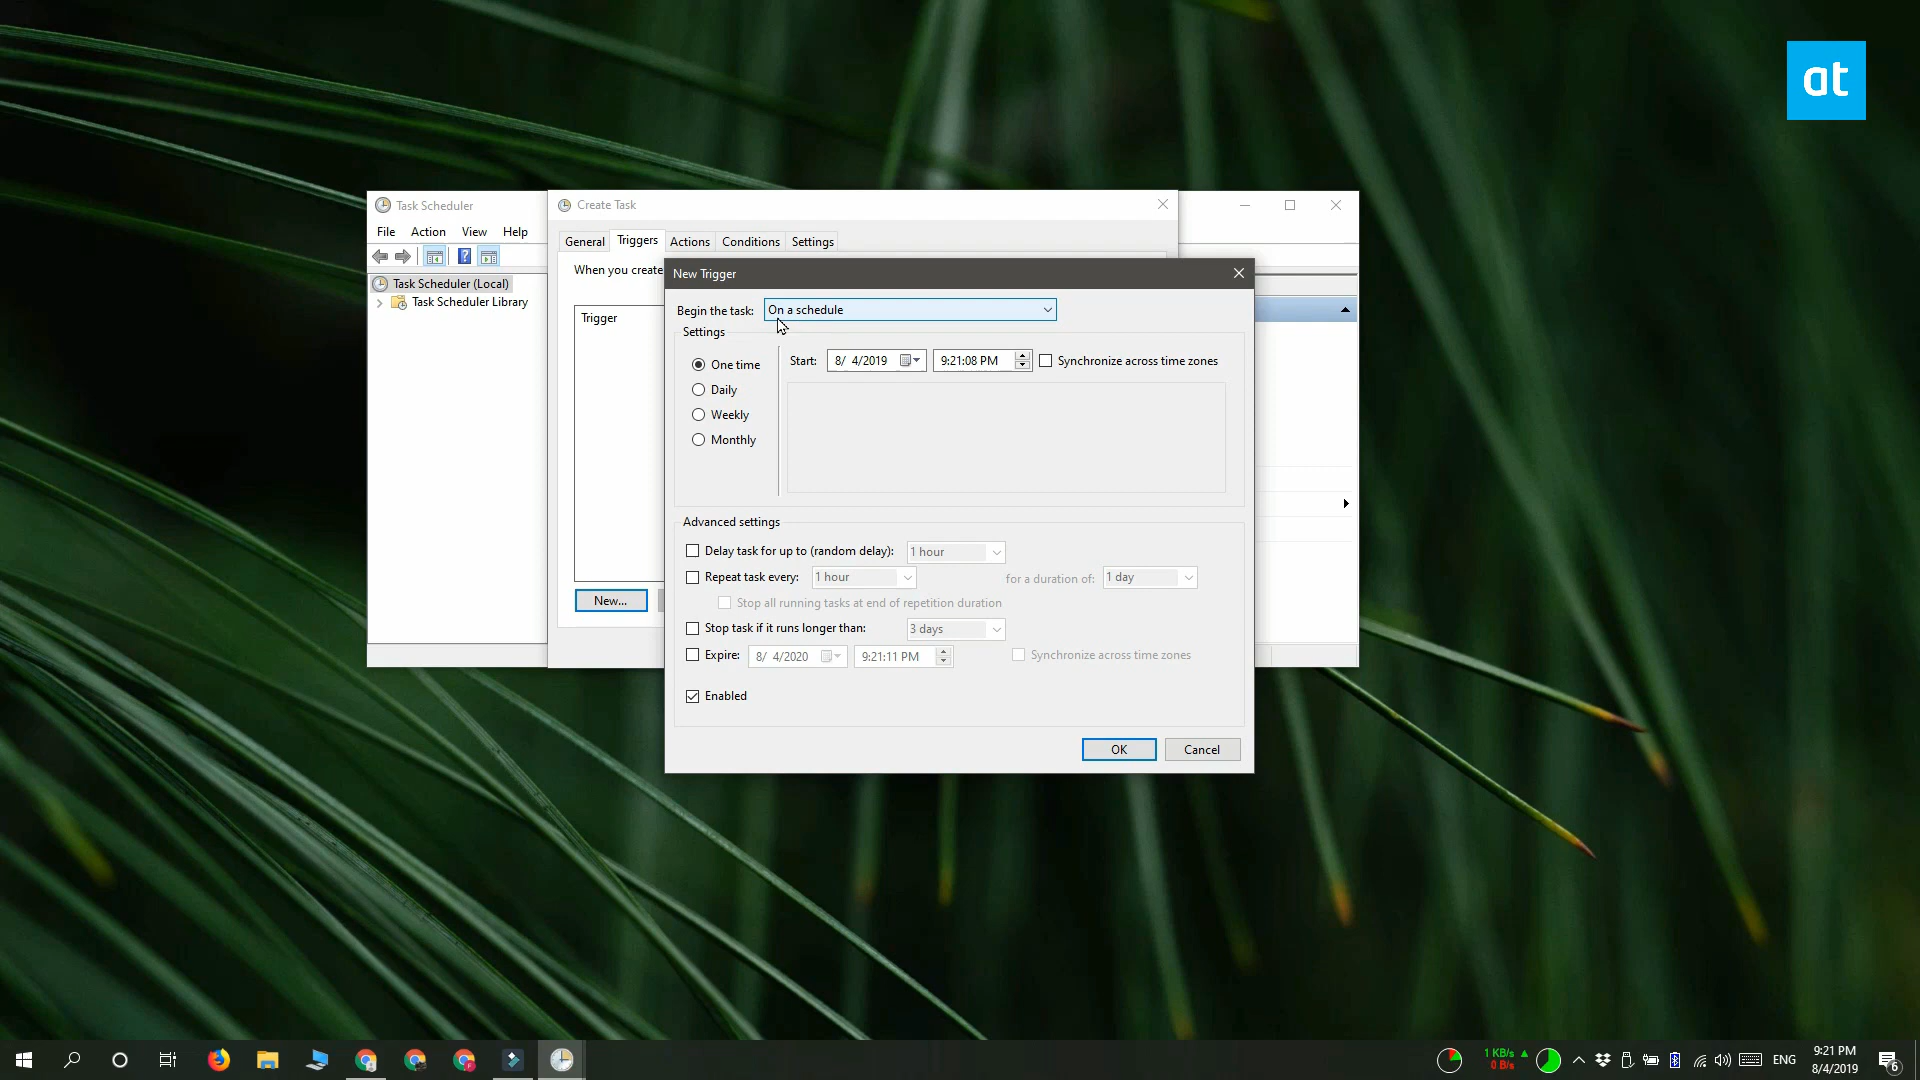 at
Task Scheduler
File Action View Help
Task Scheduler (Local)
Task Scheduler Library
Create Task
General Triggers Actions Conditions Settings
When you create
Trigger
New...
New Trigger
Begin the task: On a schedule
Settings
One time
Daily
Weekly
Monthly
Start: 8/ 4/2019 9:21:08 PM Synchronize across time zones
Advanced settings
Delay task for up to (random delay): 1 hour
Repeat task every: 1 hour for a duration of: 1 day
Stop all running tasks at end of repetition duration
Stop task if it runs longer than: 3 days
Expire: 8/ 4/2020 9:21:11 PM Synchronize across time zones
Enabled
OK Cancel
1 KB/s
0 B/s
ENG
9:21 PM
8/4/2019
6